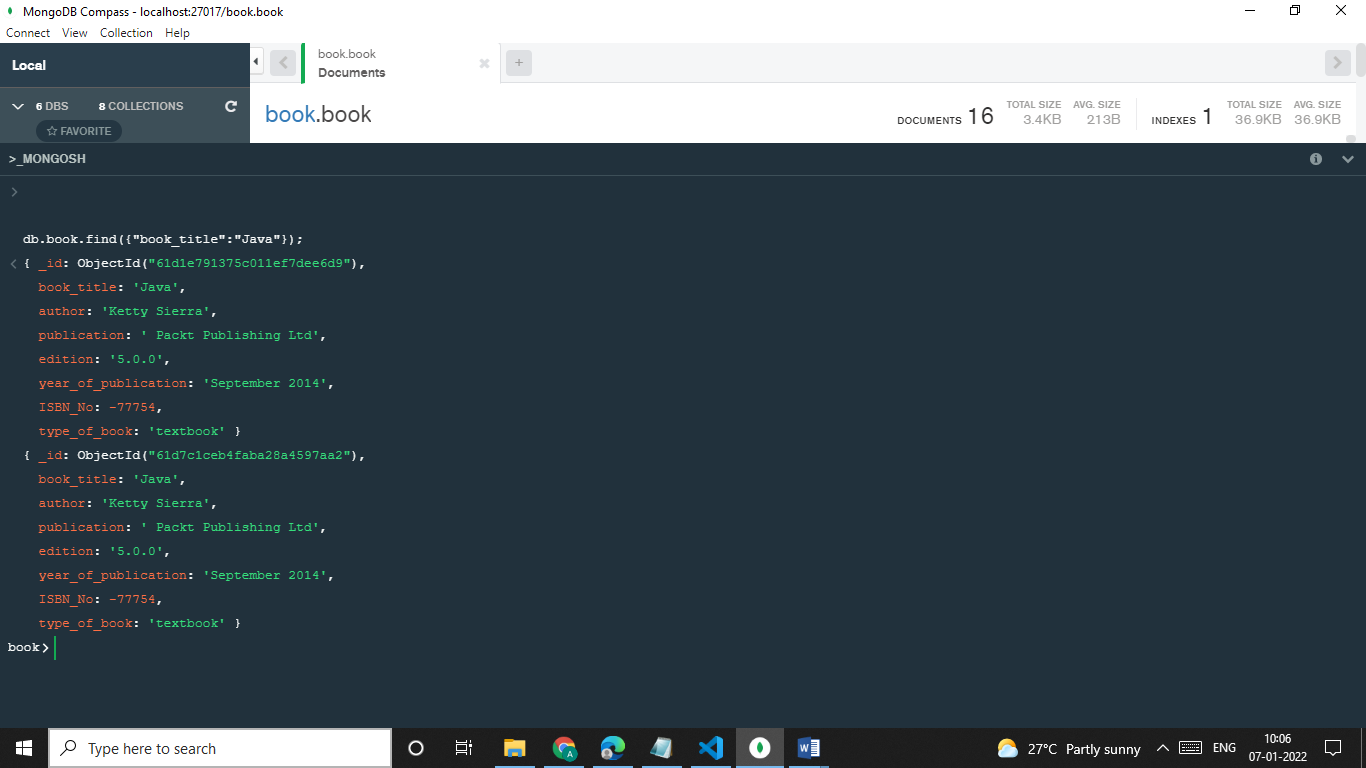 MongoDB Compass - localhost:27017/book.book
Connect View Collection Help
Local
book.book
Documents
6 DBS 8 COLLECTIONS
FAVORITE
book.book
DOCUMENTS 16 TOTAL SIZE 3.4KB AVG. SIZE 213B INDEXES 1 TOTAL SIZE 36.9KB AVG. SIZE 36.9KB
>_MONGOSH
>
db.book.find({"book_title":"Java"});
< { _id: ObjectId("61d1e791375c011ef7dee6d9"),
book_title: 'Java',
author: 'Ketty Sierra',
publication: ' Packt Publishing Ltd',
edition: '5.0.0',
year_of_publication: 'September 2014',
ISBN_No: -77754,
type_of_book: 'textbook' }
{ _id: ObjectId("61d7c1ceb4faba28a4597aa2"),
book_title: 'Java',
author: 'Ketty Sierra',
publication: ' Packt Publishing Ltd',
edition: '5.0.0',
year_of_publication: 'September 2014',
ISBN_No: -77754,
type_of_book: 'textbook' }
book>
Type here to search
27°C Partly sunny
ENG
10:06
07-01-2022